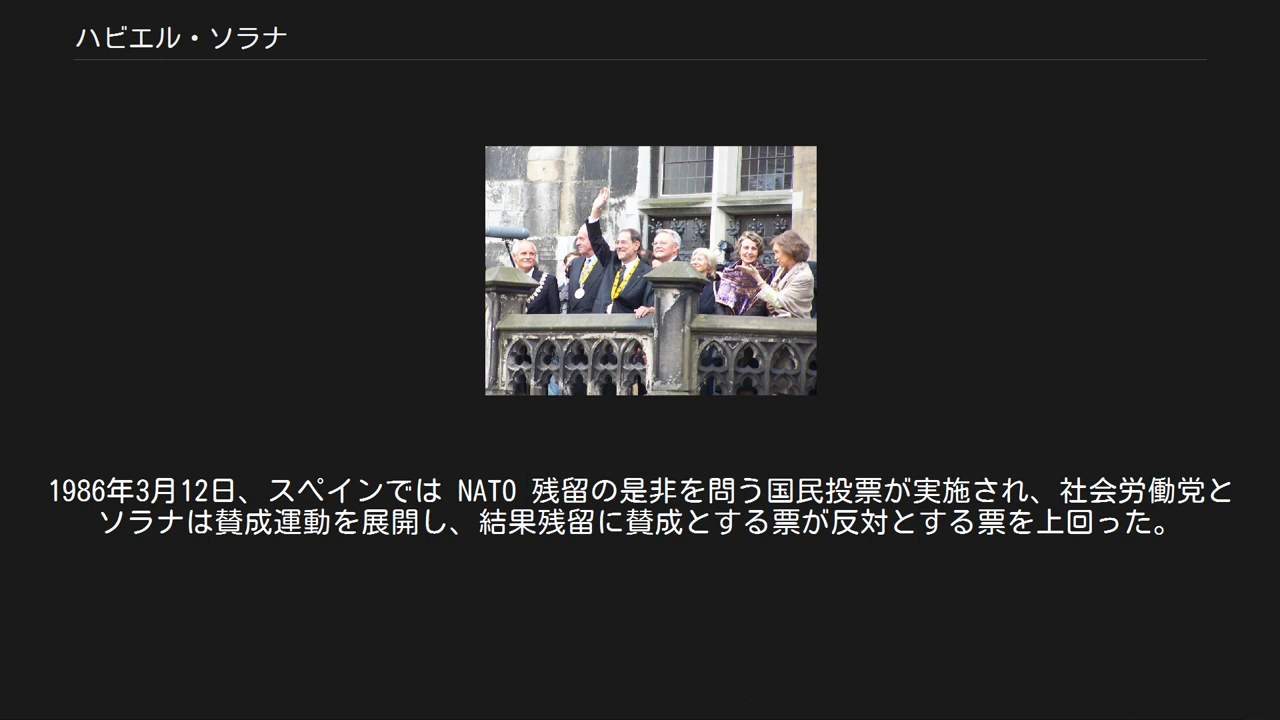 ハビエル・ソラナ
1986年3月12日、スペインでは NATO 残留の是非を問う国民投票が実施され、社会労働党と
ソラナは賛成運動を展開し、結果残留に賛成とする票が反対とする票を上回った。